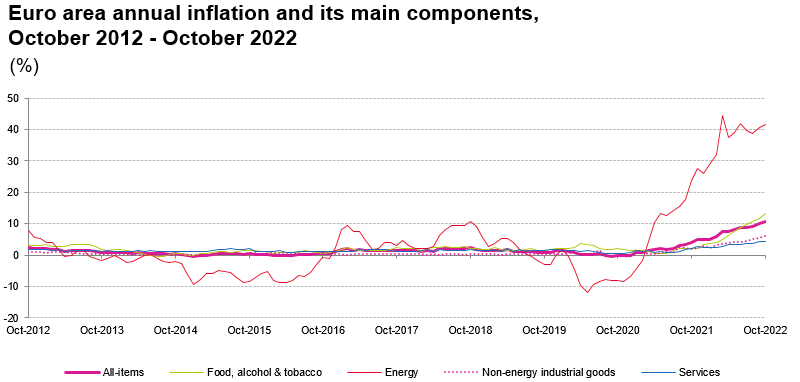 Euro area annual inflation and its main components,
October 2012 - October 2022
(%)
50
40
30
20
10
0
-10
-20
Oct-2012 Oct-2013 Oct-2014 Oct-2015 Oct-2016 Oct-2017 Oct-2018 Oct-2019 Oct-2020 Oct-2021 Oct-2022
All-items Food, alcohol & tobacco Energy Non-energy industrial goods Services